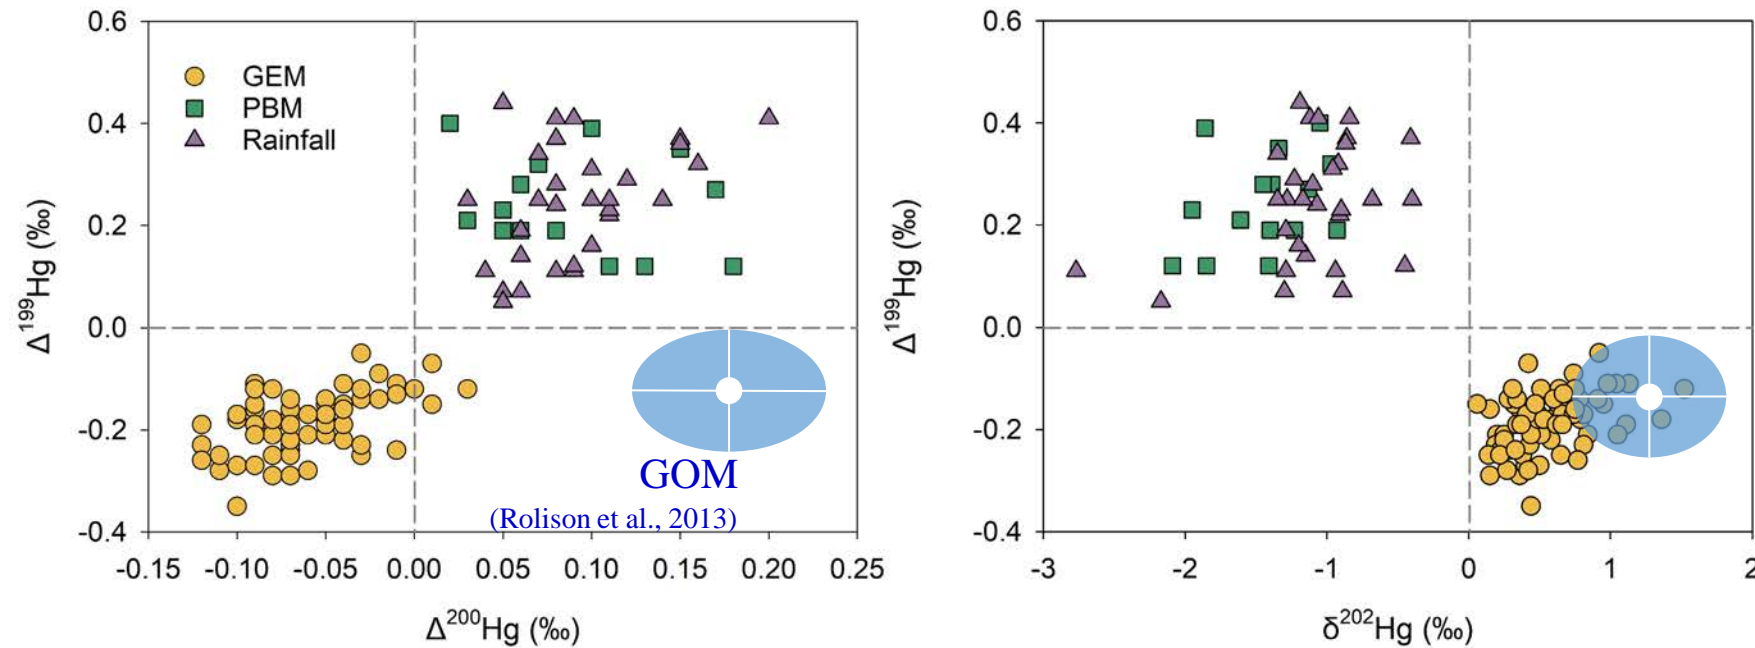 0.6
0.4
0.2
0.0
-0.2
-0.4
Δ199Hg (‰)
GEM
PBM
Rainfall
GOM
(Rolison et al., 2013)
-0.15 -0.10 -0.05 0.00 0.05 0.10 0.15 0.20 0.25
Δ200Hg (‰)
0.6
0.4
0.2
0.0
-0.2
-0.4
Δ199Hg (‰)
-3 -2 -1 0 1 2
δ202Hg (‰)